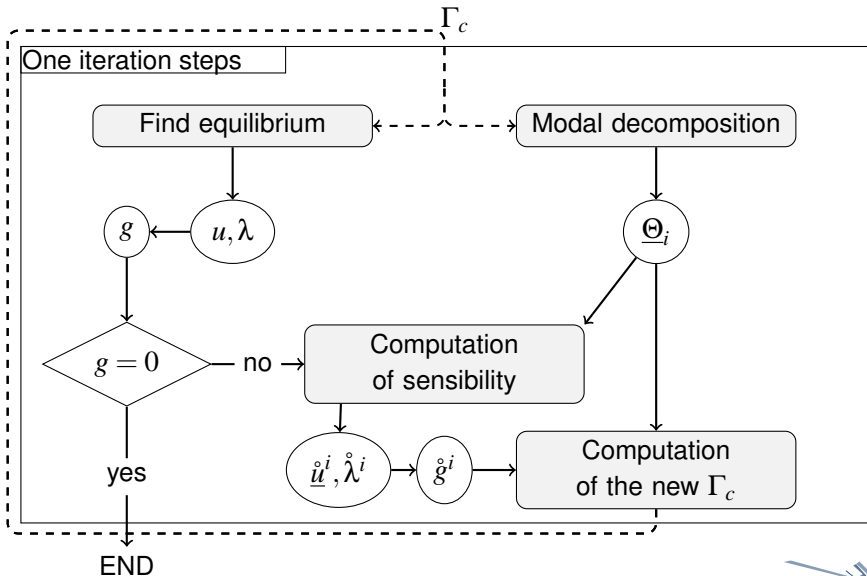 Γ_c
One iteration steps
Find equilibrium
Modal decomposition
g
u, λ
Θ_i
g = 0
no
Computation
of sensibility
yes
ů^i, λ̊^i
g̊^i
Computation
of the new Γ_c
END